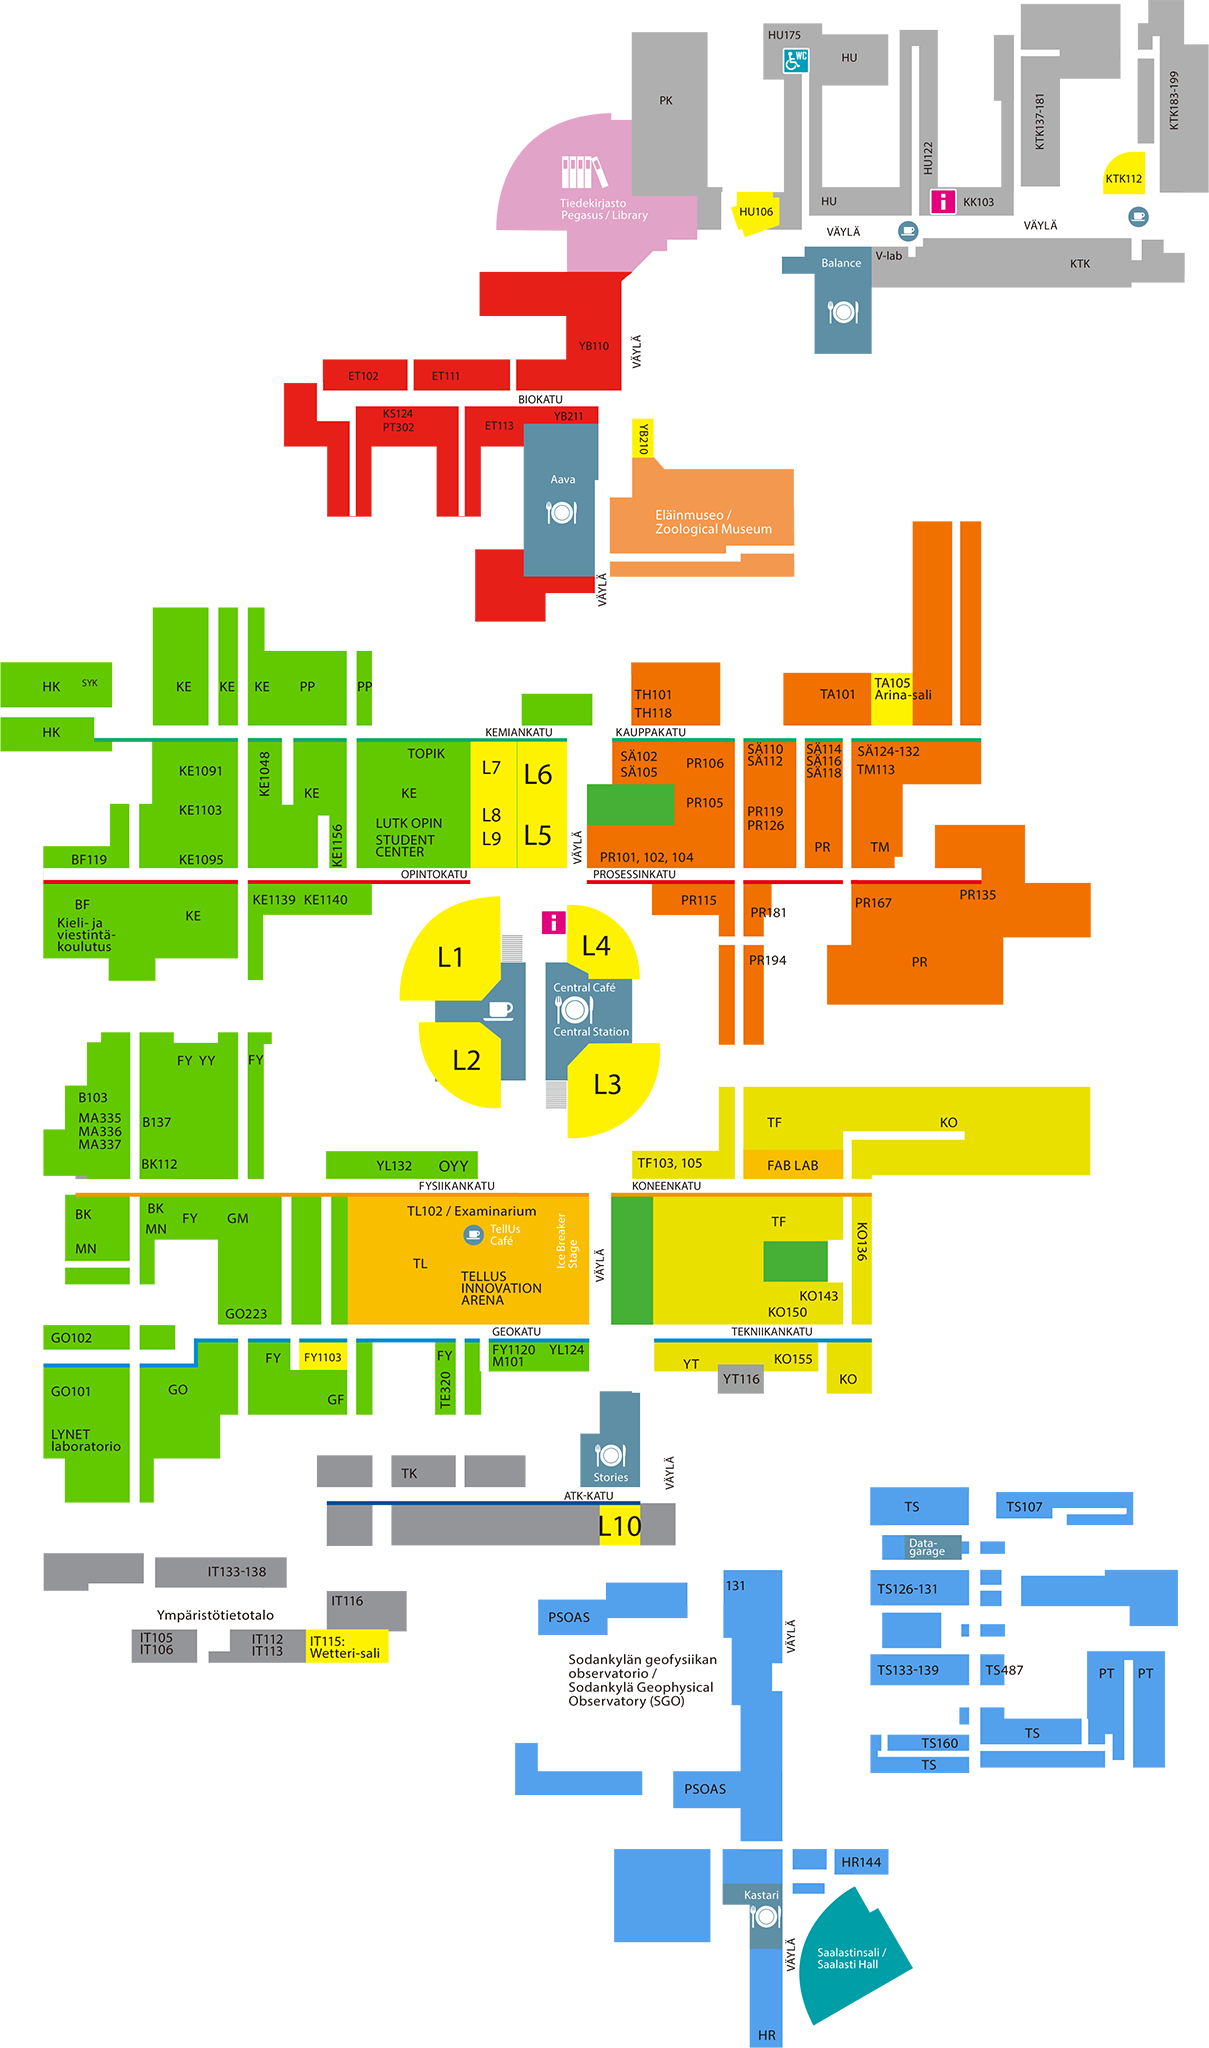 HU175
WC
HU
PK
KTK137-181
KTK183-199
HU122
KTK112
Tiedekirjasto
Pegasus / Library
HU106
HU
i
KK103
VÄYLÄ
VÄYLÄ
Balance
V-lab
KTK
YB110
VÄYLÄ
ET102
ET111
BIOKATU
KS124
PT302
ET113
YB211
YB210
Aava
Eläinmuseo /
Zoological Museum
VÄYLÄ
HK
SYK
KE
KE
KE
PP
PP
TH101
TH118
TA101
TA105
Arina-sali
HK
KEMIANKATU
KAUPPAKATU
KE1091
KE1048
TOPIK
L7
L6
SÄ102
SÄ105
PR106
SÄ110
SÄ112
SÄ114
SÄ116
SÄ118
SÄ124-132
TM113
KE
KE
KE1103
PR105
LUTK OPIN
STUDENT
CENTER
L8
L9
L5
PR119
PR126
BF119
KE1095
KE1156
VÄYLÄ
PR101, 102, 104
PR
TM
OPINTOKATU
PROSESSINKATU
BF
Kieli- ja
viestintä-
koulutus
KE
KE1139
KE1140
PR115
PR181
PR167
PR135
L1
i
L4
PR194
PR
Central Café
Central Station
L2
L3
FY YY
FY
B103
MA335
MA336
MA337
B137
BK112
YL132
OYY
TF103, 105
TF
KO
FAB LAB
FYSIIKANKATU
KONEENKATU
BK
MN
BK
MN
FY
GM
TL102 / Examinarium
TellUs
Café
Ice Breaker
Stage
TL
TELLUS
INNOVATION
ARENA
VÄYLÄ
TF
KO136
KO143
KO150
GO223
GO102
GEOKATU
TEKNIIKANKATU
FY
FY1103
FY
FY1120
M101
YL124
YT
KO155
YT116
KO
GO101
GO
GF
TE320
LYNET
laboratorio
TK
Stories
VÄYLÄ
ATK-KATU
L10
TS
TS107
Data-
garage
IT133-138
IT116
Ympäristötietotalo
IT105
IT106
IT112
IT113
IT115:
Wetteri-sali
131
PSOAS
VÄYLÄ
TS126-131
Sodankylän geofysiikan
observatorio /
Sodankylä Geophysical
Observatory (SGO)
TS133-139
TS487
PT
PT
TS160
TS
TS
PSOAS
HR144
Kastari
VÄYLÄ
Saalastinsali /
Saalasti Hall
HR